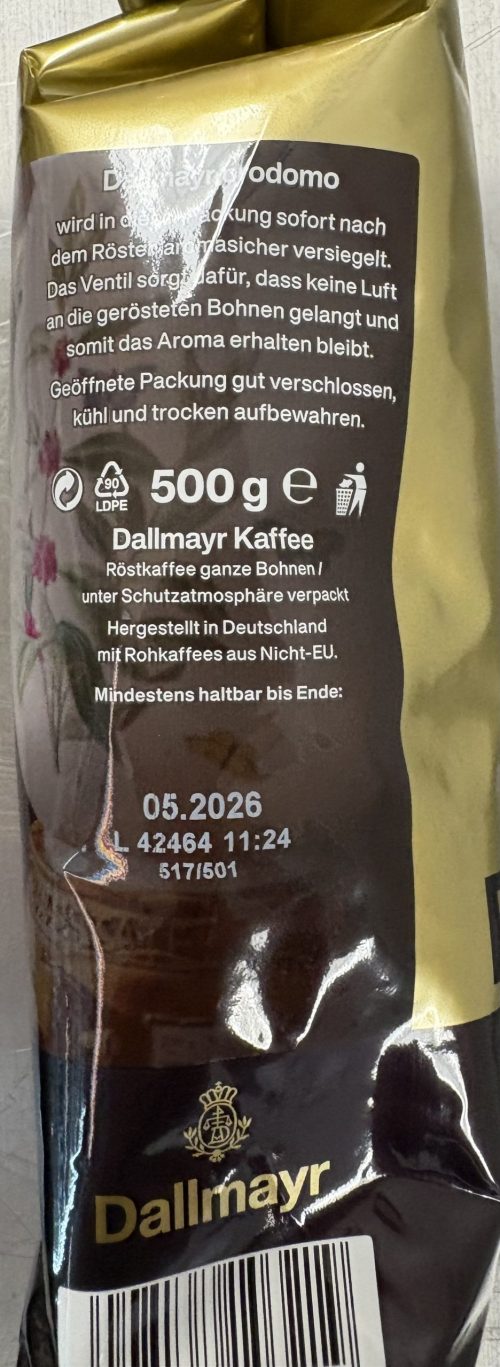 Dallmayr prodomo
wird in dieser Packung sofort nach
dem Rösten aromasicher versiegelt.
Das Ventil sorgt dafür, dass keine Luft
an die gerösteten Bohnen gelangt und
somit das Aroma erhalten bleibt.
Geöffnete Packung gut verschlossen,
kühl und trocken aufbewahren.
90
LDPE
500 g ℮
Dallmayr Kaffee
Röstkaffee ganze Bohnen /
unter Schutzatmosphäre verpackt
Hergestellt in Deutschland
mit Rohkaffees aus Nicht-EU.
Mindestens haltbar bis Ende:
05.2026
L 42464 11:24
517/501
Dallmayr